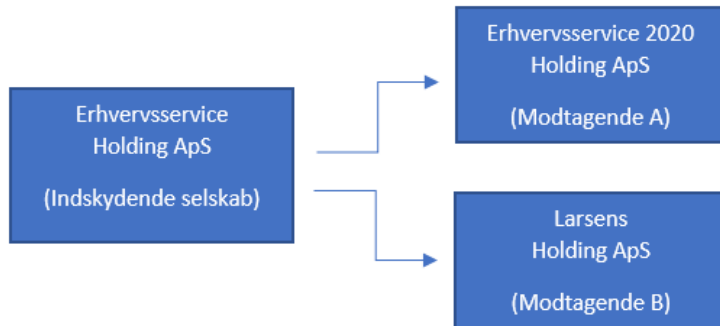 Erhvervsservice
Holding ApS
(Indskydende selskab)
Erhvervsservice 2020
Holding ApS
(Modtagende A)
Larsens
Holding ApS
(Modtagende B)